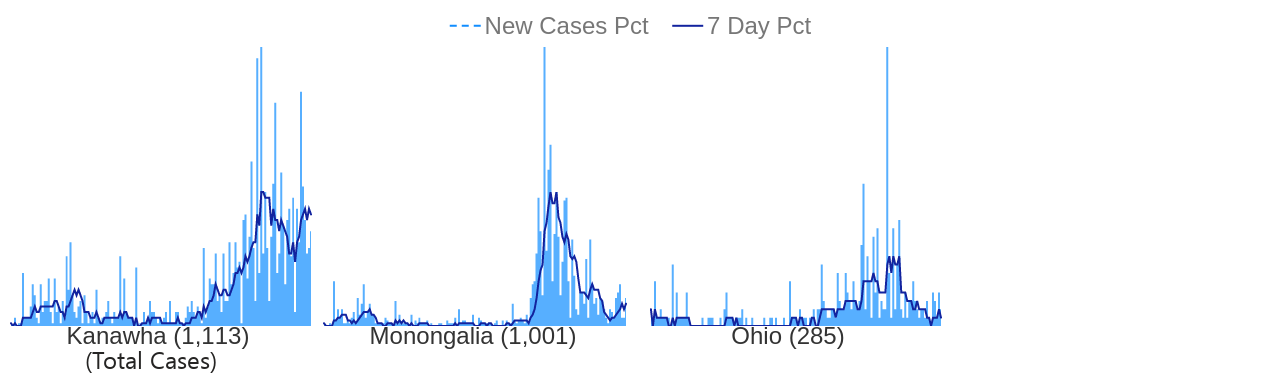 New Cases Pct 7 Day Pct
Kanawha (1,113) Monongalia (1,001) Ohio (285)
(Total Cases)